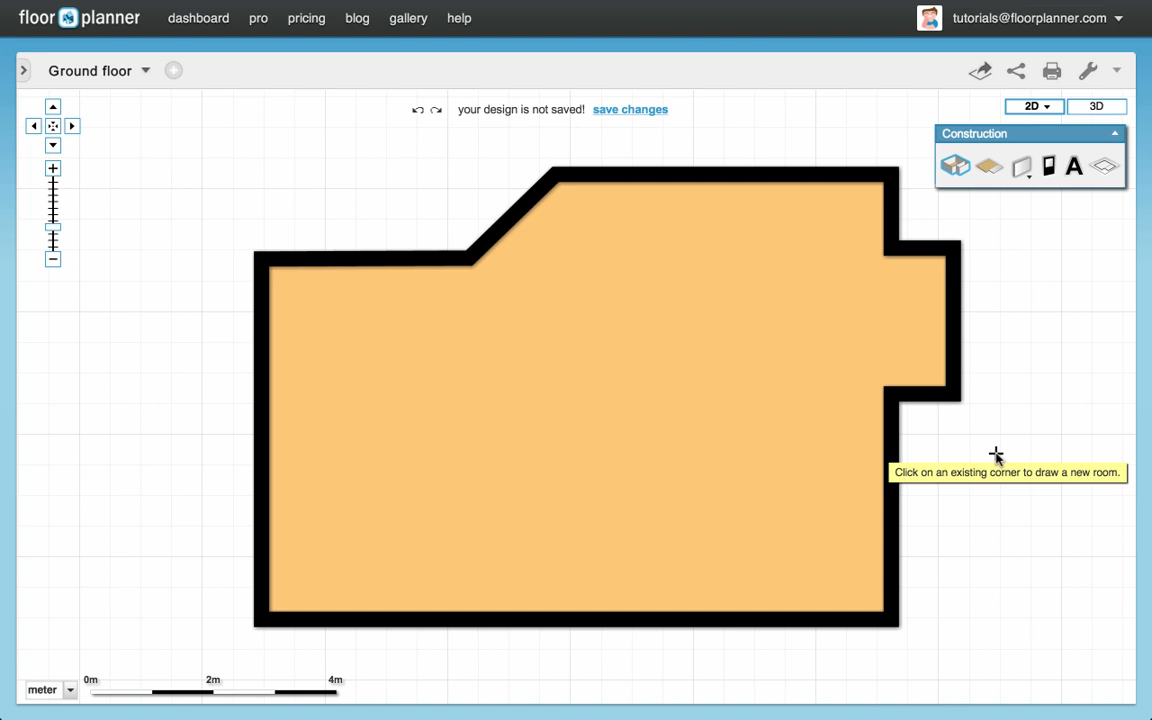 floor planner dashboard pro pricing blog gallery help tutorials@floorplanner.com
Ground floor
your design is not saved! save changes
2D 3D
Construction
A
Click on an existing corner to draw a new room.
0m 2m 4m
meter